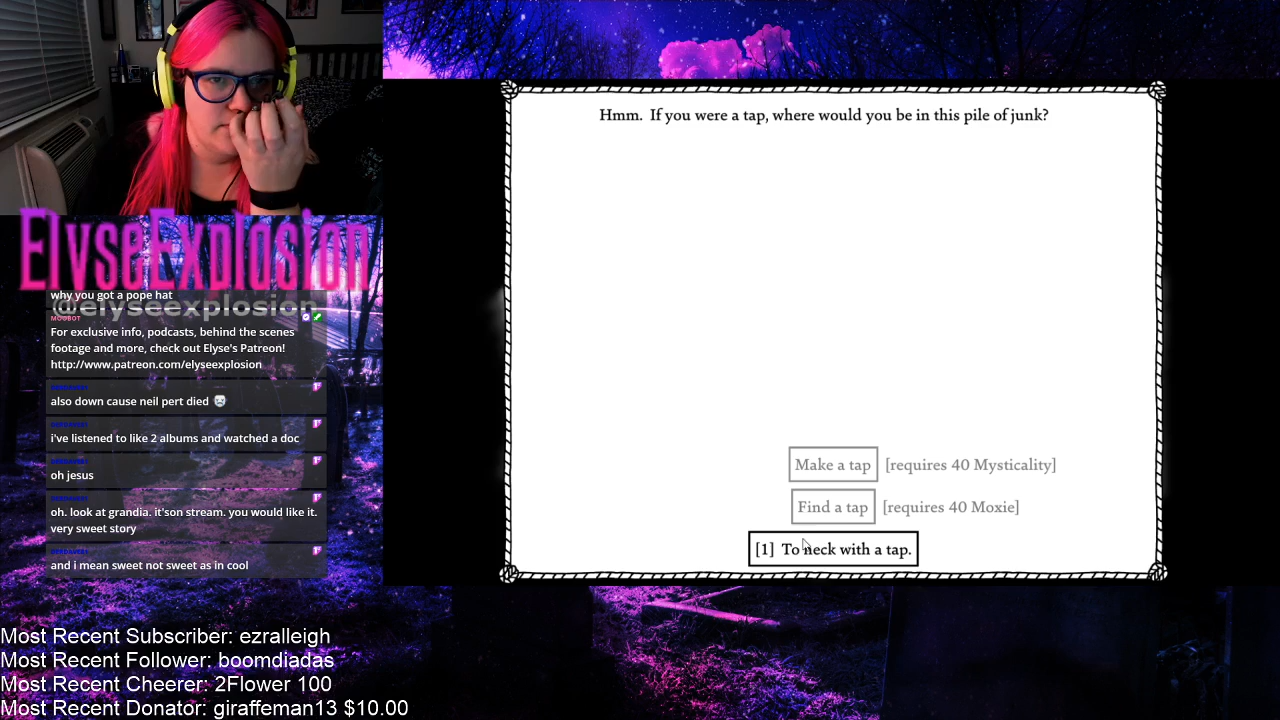 Hmm.  If you were a tap, where would you be in this pile of junk?
Make a tap [requires 40 Mysticality]
Find a tap [requires 40 Moxie]
[1] To neck with a tap.
ElyseExplosion
@elyseexplosion
why you got a pope hat
MOOBOT
For exclusive info, podcasts, behind the scenes
footage and more, check out Elyse's Patreon!
http://www.patreon.com/elyseexplosion
also down cause neil pert died
i've listened to like 2 albums and watched a doc
oh jesus
oh. look at grandia. it'son stream. you would like it.
very sweet story
and i mean sweet not sweet as in cool
Most Recent Subscriber: ezralleigh
Most Recent Follower: boomdiadas
Most Recent Cheerer: 2Flower 100
Most Recent Donator: giraffeman13 $10.00